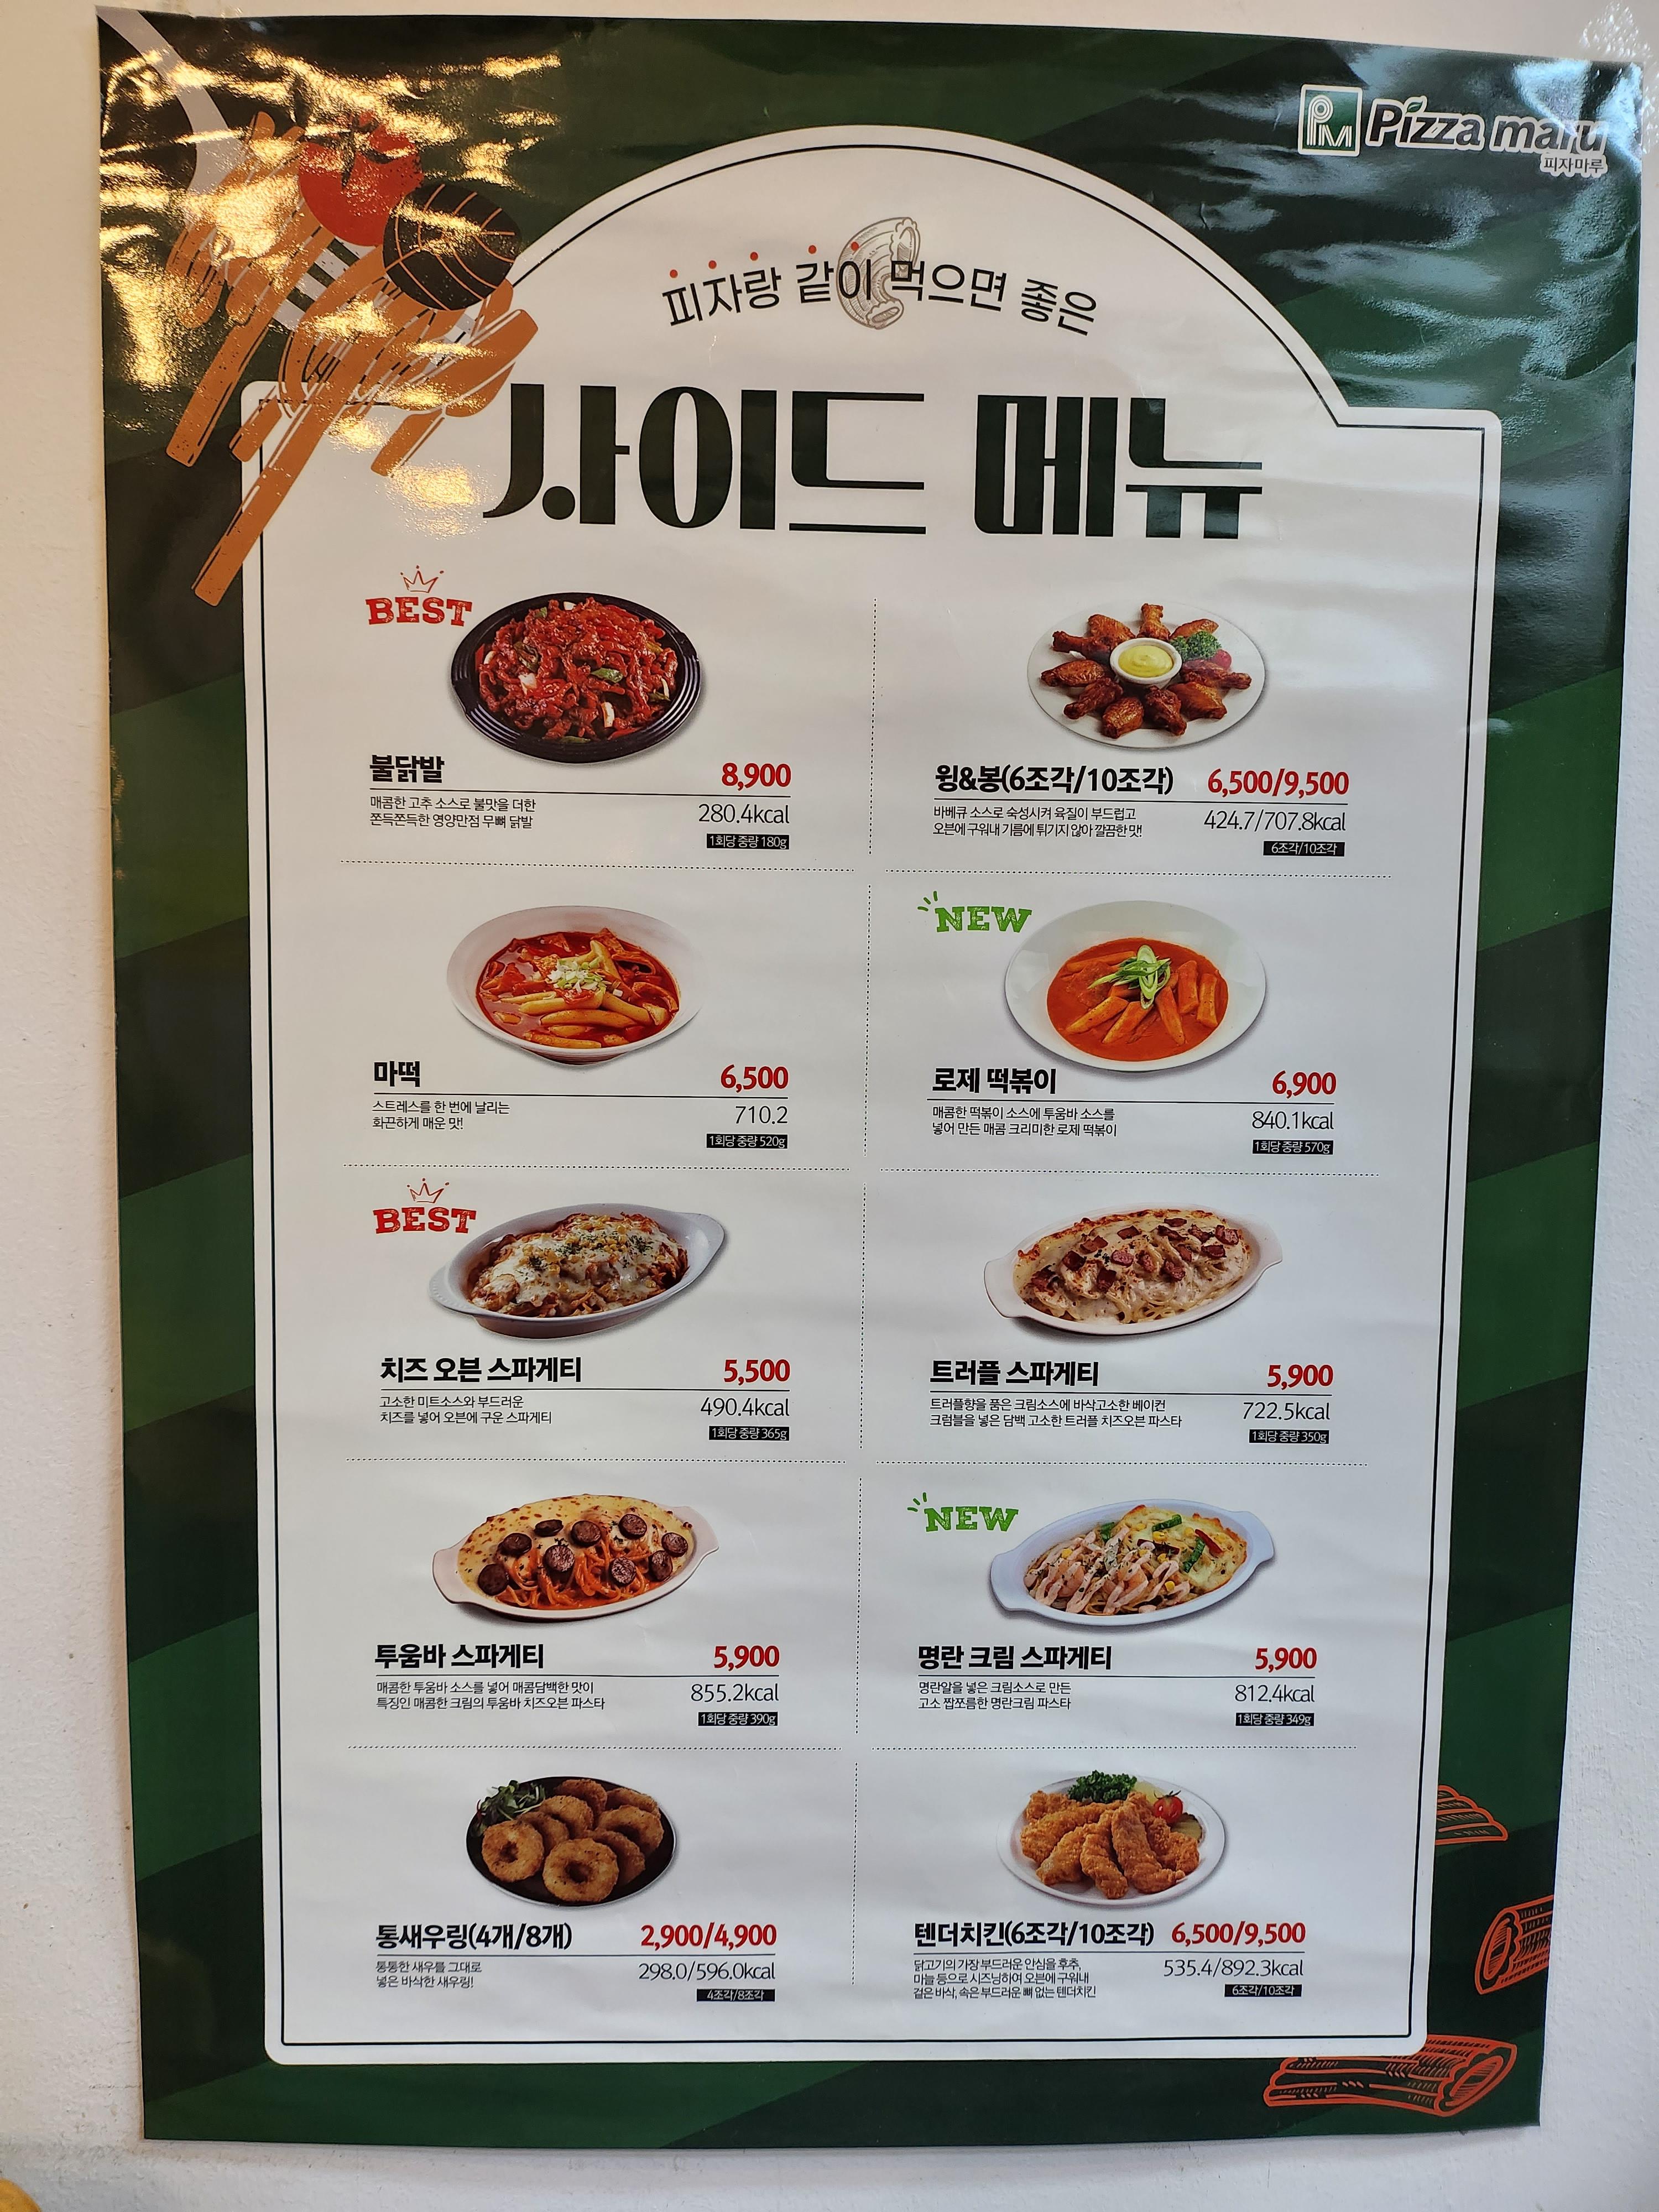 Pizza maru
피자마루
피자랑 같이 먹으면 좋은
사이드 메뉴
BEST
불닭발 8,900
매콤한 고추 소스로 불맛을 더한
쫀득쫀득한 영양만점 무뼈 닭발
280.4kcal
1회당 중량 180g
윙&봉(6조각/10조각) 6,500/9,500
바베큐 소스로 숙성시켜 육질이 부드럽고
오븐에 구워내 기름에 튀기지 않아 깔끔한 맛!
424.7/707.8kcal
6조각/10조각
마떡 6,500
스트레스를 한 번에 날리는
화끈하게 매운 맛!
710.2
1회당 중량 520g
NEW
로제 떡볶이 6,900
매콤한 떡볶이 소스에 투움바 소스를
넣어 만든 매콤 크리미한 로제 떡볶이
840.1kcal
1회당 중량 570g
BEST
치즈 오븐 스파게티 5,500
고소한 미트소스와 부드러운
치즈를 넣어 오븐에 구운 스파게티
490.4kcal
1회당 중량 365g
트러플 스파게티 5,900
트러플향을 품은 크림소스에 바삭고소한 베이컨
크럼블을 넣은 담백 고소한 트러플 치즈오븐 파스타
722.5kcal
1회당 중량 350g
투움바 스파게티 5,900
매콤한 투움바 소스를 넣어 매콤담백한 맛이
특징인 매콤한 크림의 투움바 치즈오븐 파스타
855.2kcal
1회당 중량 390g
NEW
명란 크림 스파게티 5,900
명란알을 넣은 크림소스로 만든
고소 짭쪼름한 명란크림 파스타
812.4kcal
1회당 중량 349g
통새우링(4개/8개) 2,900/4,900
통통한 새우를 그대로
넣은 바삭한 새우링!
298.0/596.0kcal
4조각/8조각
텐더치킨(6조각/10조각) 6,500/9,500
닭고기의 가장 부드러운 안심을 후추,
마늘 등으로 시즈닝하여 오븐에 구워내
겉은 바삭, 속은 부드러운 뼈 없는 텐더치킨
535.4/892.3kcal
6조각/10조각